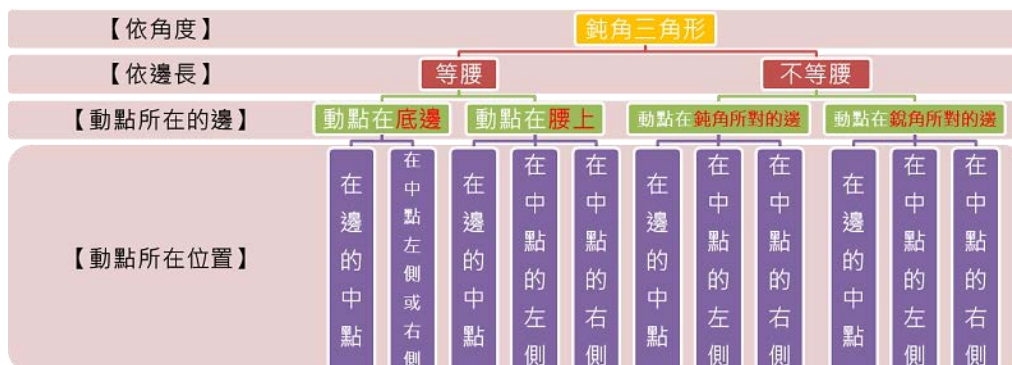 【依角度】
鈍角三角形
【依邊長】
等腰
不等腰
【動點所在的邊】
動點在底邊
動點在腰上
動點在鈍角所對的邊
動點在銳角所對的邊
【動點所在位置】
在邊的中點
在中點左側或右側
在邊的中點
在中點的左側
在中點的右側
在邊的中點
在中點的左側
在中點的右側
在邊的中點
在中點的左側
在中點的右側